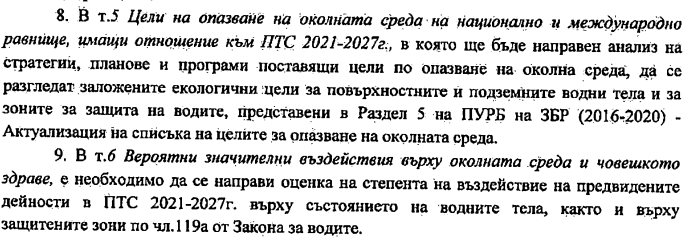 8. В т.5 Цели на опазване на околната среда на национално и международно
равнище, имащи отношение към ПТС 2021-2027г., в която ще бъде направен анализ на
стратегии, планове и програми поставящи цели по опазване на околна среда, да се
разгледат заложените екологични цели за повърхностните и подземните водни тела и за
зоните за защита на водите, представени в Раздел 5 на ПУРБ на ЗБР (2016-2020) -
Актуализация на списъка на целите за опазване на околната среда.
9. В т.6 Вероятни значителни въздействия върху околната среда и човешкото
здраве, е необходимо да се направи оценка на степента на въздействие на предвидените
дейности в ПТС 2021-2027г. върху състоянието на водните тела, както и върху
защитените зони по чл.119а от Закона за водите.